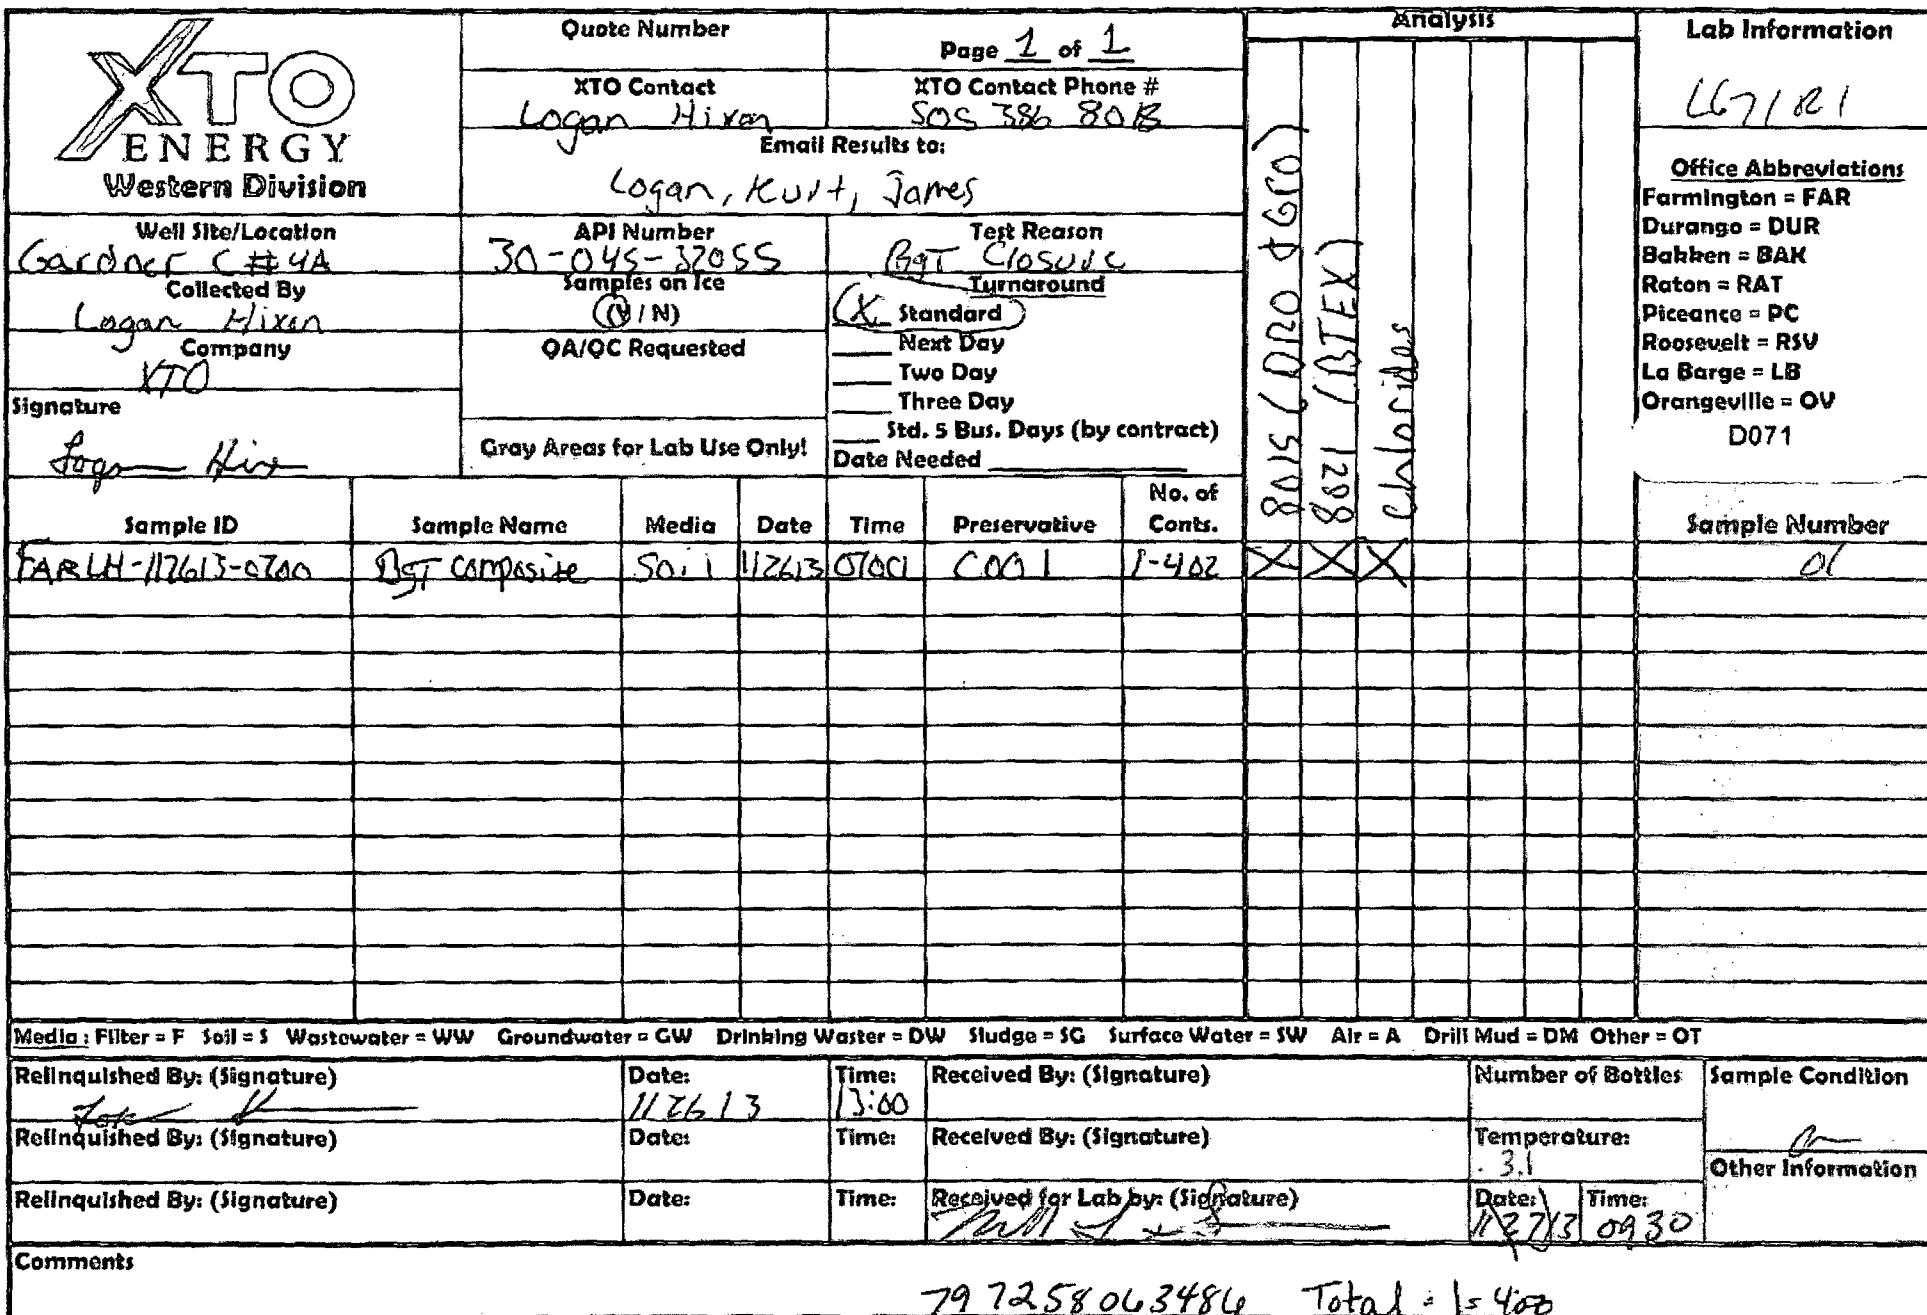 XTO
ENERGY
Western Division
Quote Number
Page 1 of 1
XTO Contact
Logan Hixon
XTO Contact Phone #
505 386 8018
Email Results to:
Logan, Kurt, James
Well Site/Location
Gardner C #4A
API Number
30-045-32055
Test Reason
BGT Closure
Collected By
Logan Hixon
Samples on Ice
(Y/N)
Turnaround
X Standard
Next Day
Two Day
Three Day
Std. 5 Bus. Days (by contract)
Date Needed
Company
XTO
QA/QC Requested
Signature
Logan Hixon
Gray Areas for Lab Use Only!
Analysis
8015 (DRO & GRO)
8021 (BTEX)
Chlorides
Lab Information
L671821
Office Abbreviations
Farmington = FAR
Durango = DUR
Bakken = BAK
Raton = RAT
Piceance = PC
Roosevelt = RSV
La Barge = LB
Orangeville = OV
D071
Sample ID Sample Name Media Date Time Preservative No. of Conts. Sample Number
FARLH-112613-0700 BGT Composite Soil 112613 0700 Cool 1-4oz X X X 01
Media : Filter = F Soil = S Wastewater = WW Groundwater = GW Drinking Waster = DW Sludge = SG Surface Water = SW Air = A Drill Mud = DM Other = OT
Relinquished By: (Signature) Date: 112613 Time: 13:00 Received By: (Signature) Number of Bottles Sample Condition
Relinquished By: (Signature) Date: Time: Received By: (Signature) Temperature: 3.1
Other Information
Relinquished By: (Signature) Date: Time: Received for Lab by: (Signature) Date: 112713 Time: 0930
Comments
Total = 1-4oz